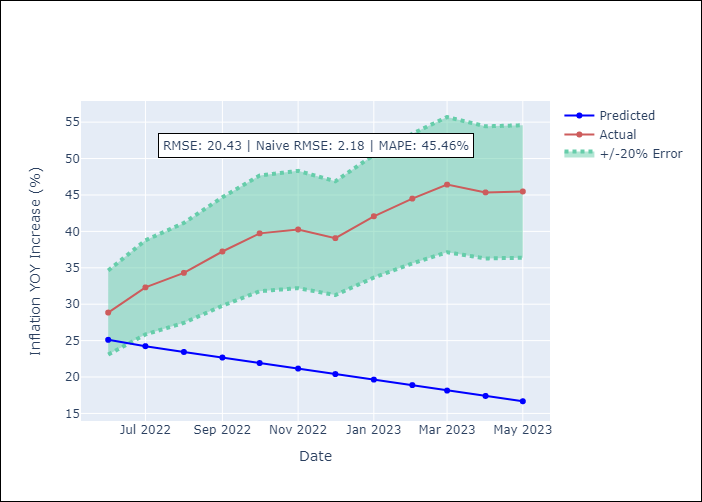 Predicted
Actual
+/-20% Error
RMSE: 20.43 | Naive RMSE: 2.18 | MAPE: 45.46%
Inflation YOY Increase (%)
55
50
45
40
35
30
25
20
15
Jul 2022
Sep 2022
Nov 2022
Jan 2023
Mar 2023
May 2023
Date